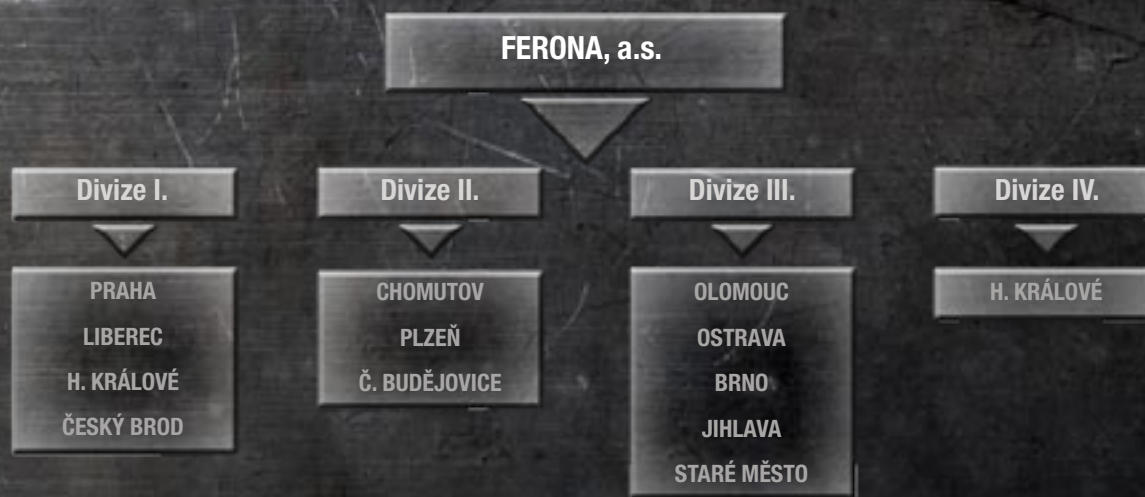 FERONA, a.s.
Divize I.
Divize II.
Divize III.
Divize IV.
PRAHA
LIBEREC
H. KRÁLOVÉ
ČESKÝ BROD
CHOMUTOV
PLZEŇ
Č. BUDĚJOVICE
OLOMOUC
OSTRAVA
BRNO
JIHLAVA
STARÉ MĚSTO
H. KRÁLOVÉ